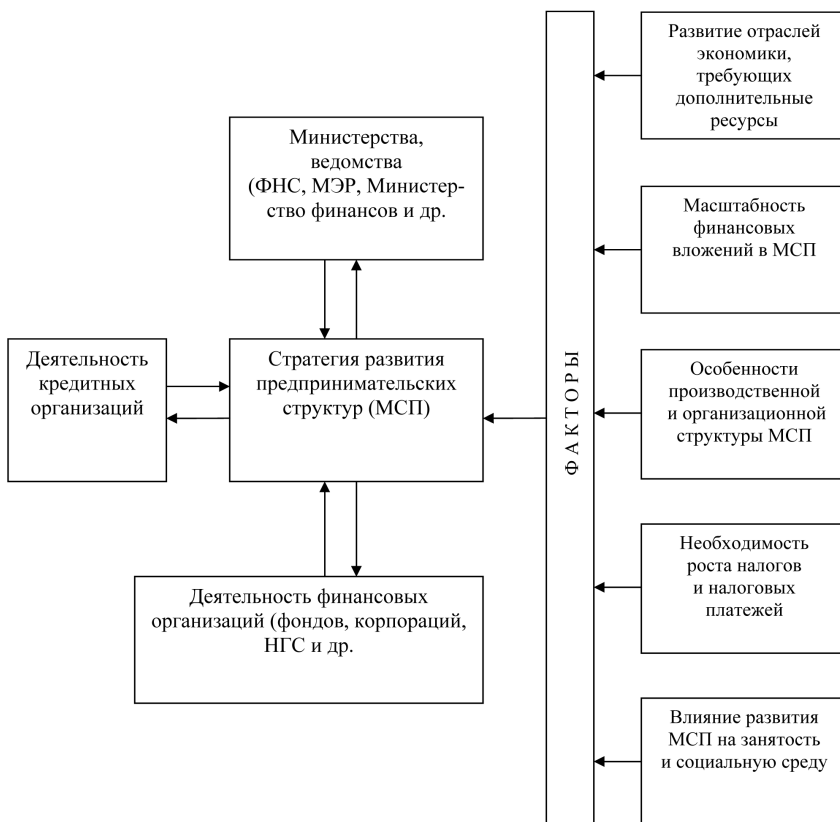 Министерства,
ведомства
(ФНС, МЭР, Министер-
ство финансов и др.
Деятельность
кредитных
организаций
Стратегия развития
предпринимательских
структур (МСП)
Деятельность финансовых
организаций (фондов, корпораций,
НГС и др.
ФАКТОРЫ
Развитие отраслей
экономики,
требующих
дополнительные
ресурсы
Масштабность
финансовых
вложений в МСП
Особенности
производственной
и организационной
структуры МСП
Необходимость
роста налогов
и налоговых
платежей
Влияние развития
МСП на занятость
и социальную среду